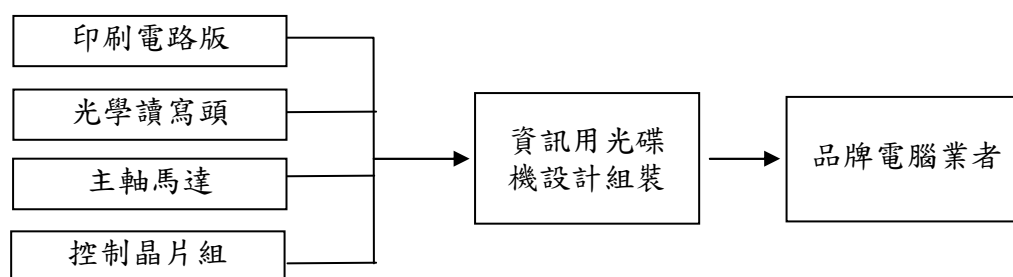 印刷電路版
光學讀寫頭
主軸馬達
控制晶片組
資訊用光碟
機設計組裝
品牌電腦業者